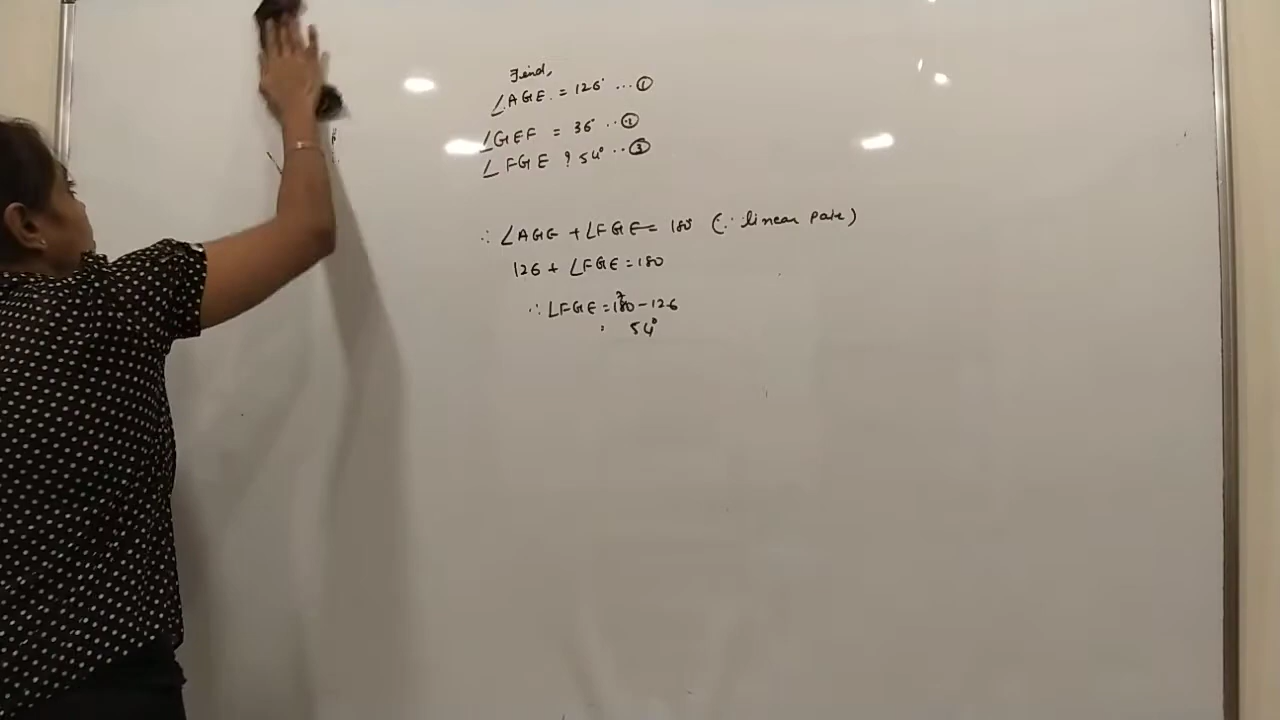 Find,
∠AGE = 126° ... ①
∠GEF = 36° .. ②
∠FGE ? 54° .. ③
∴ ∠AGE + ∠FGE = 180 (∵ linear pair)
126 + ∠FGE = 180
∴ ∠FGE = 180 - 126
: 54°